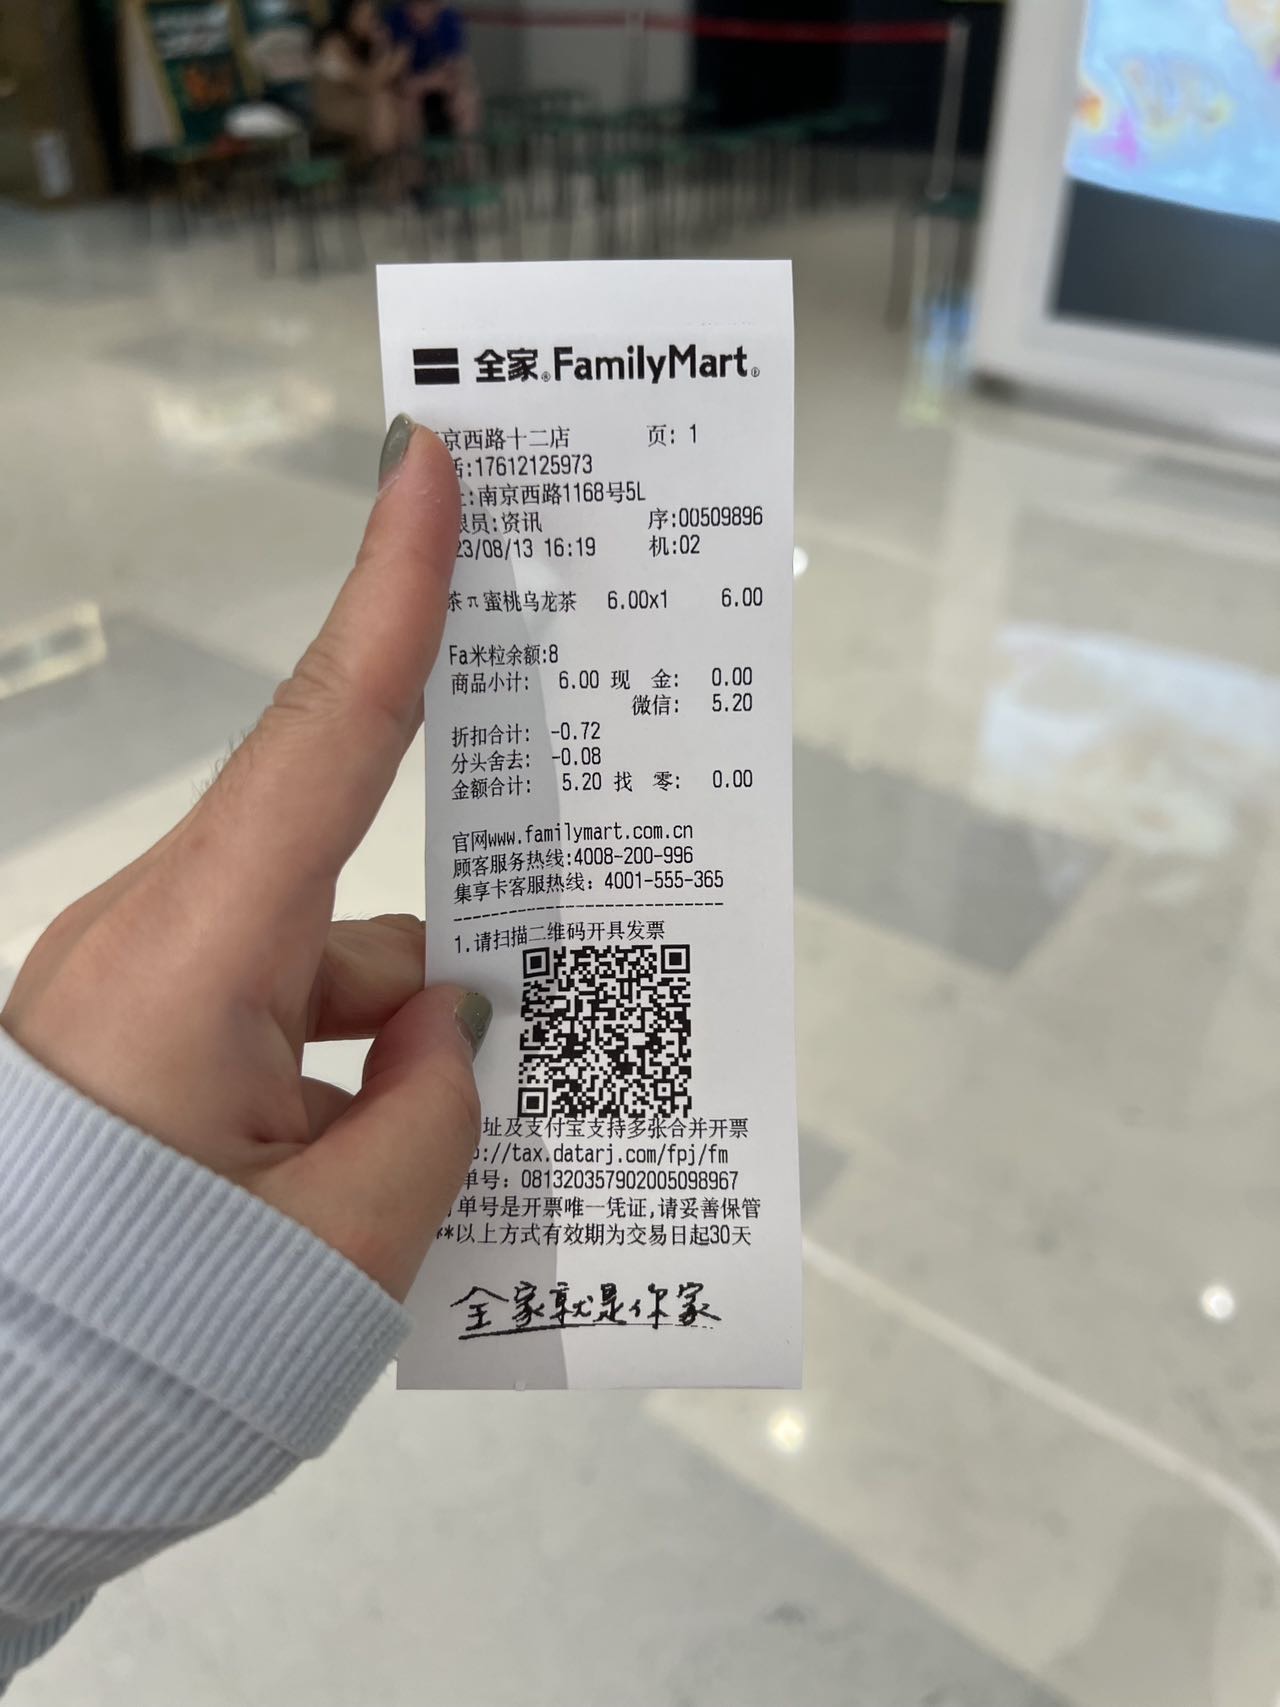 全家®FamilyMart®
京西路十二店 页: 1
:17612125973
:南京西路1168号5L
员:资讯 序:00509896
23/08/13 16:19 机:02
茶π蜜桃乌龙茶 6.00x1 6.00
Fa米粒余额:8
商品小计: 6.00 现 金: 0.00
微信: 5.20
折扣合计: -0.72
分头舍去: -0.08
金额合计: 5.20 找 零: 0.00
官网www.familymart.com.cn
顾客服务热线:4008-200-996
集享卡客服热线: 4001-555-365
1.请扫描二维码开具发票
址及支付宝支持多张合并开票
://tax.datarj.com/fpj/fm
单号: 0813203579020050989​67
单号是开票唯一凭证,请妥善保管
**以上方式有效期为交易日起30天
全家就是你家